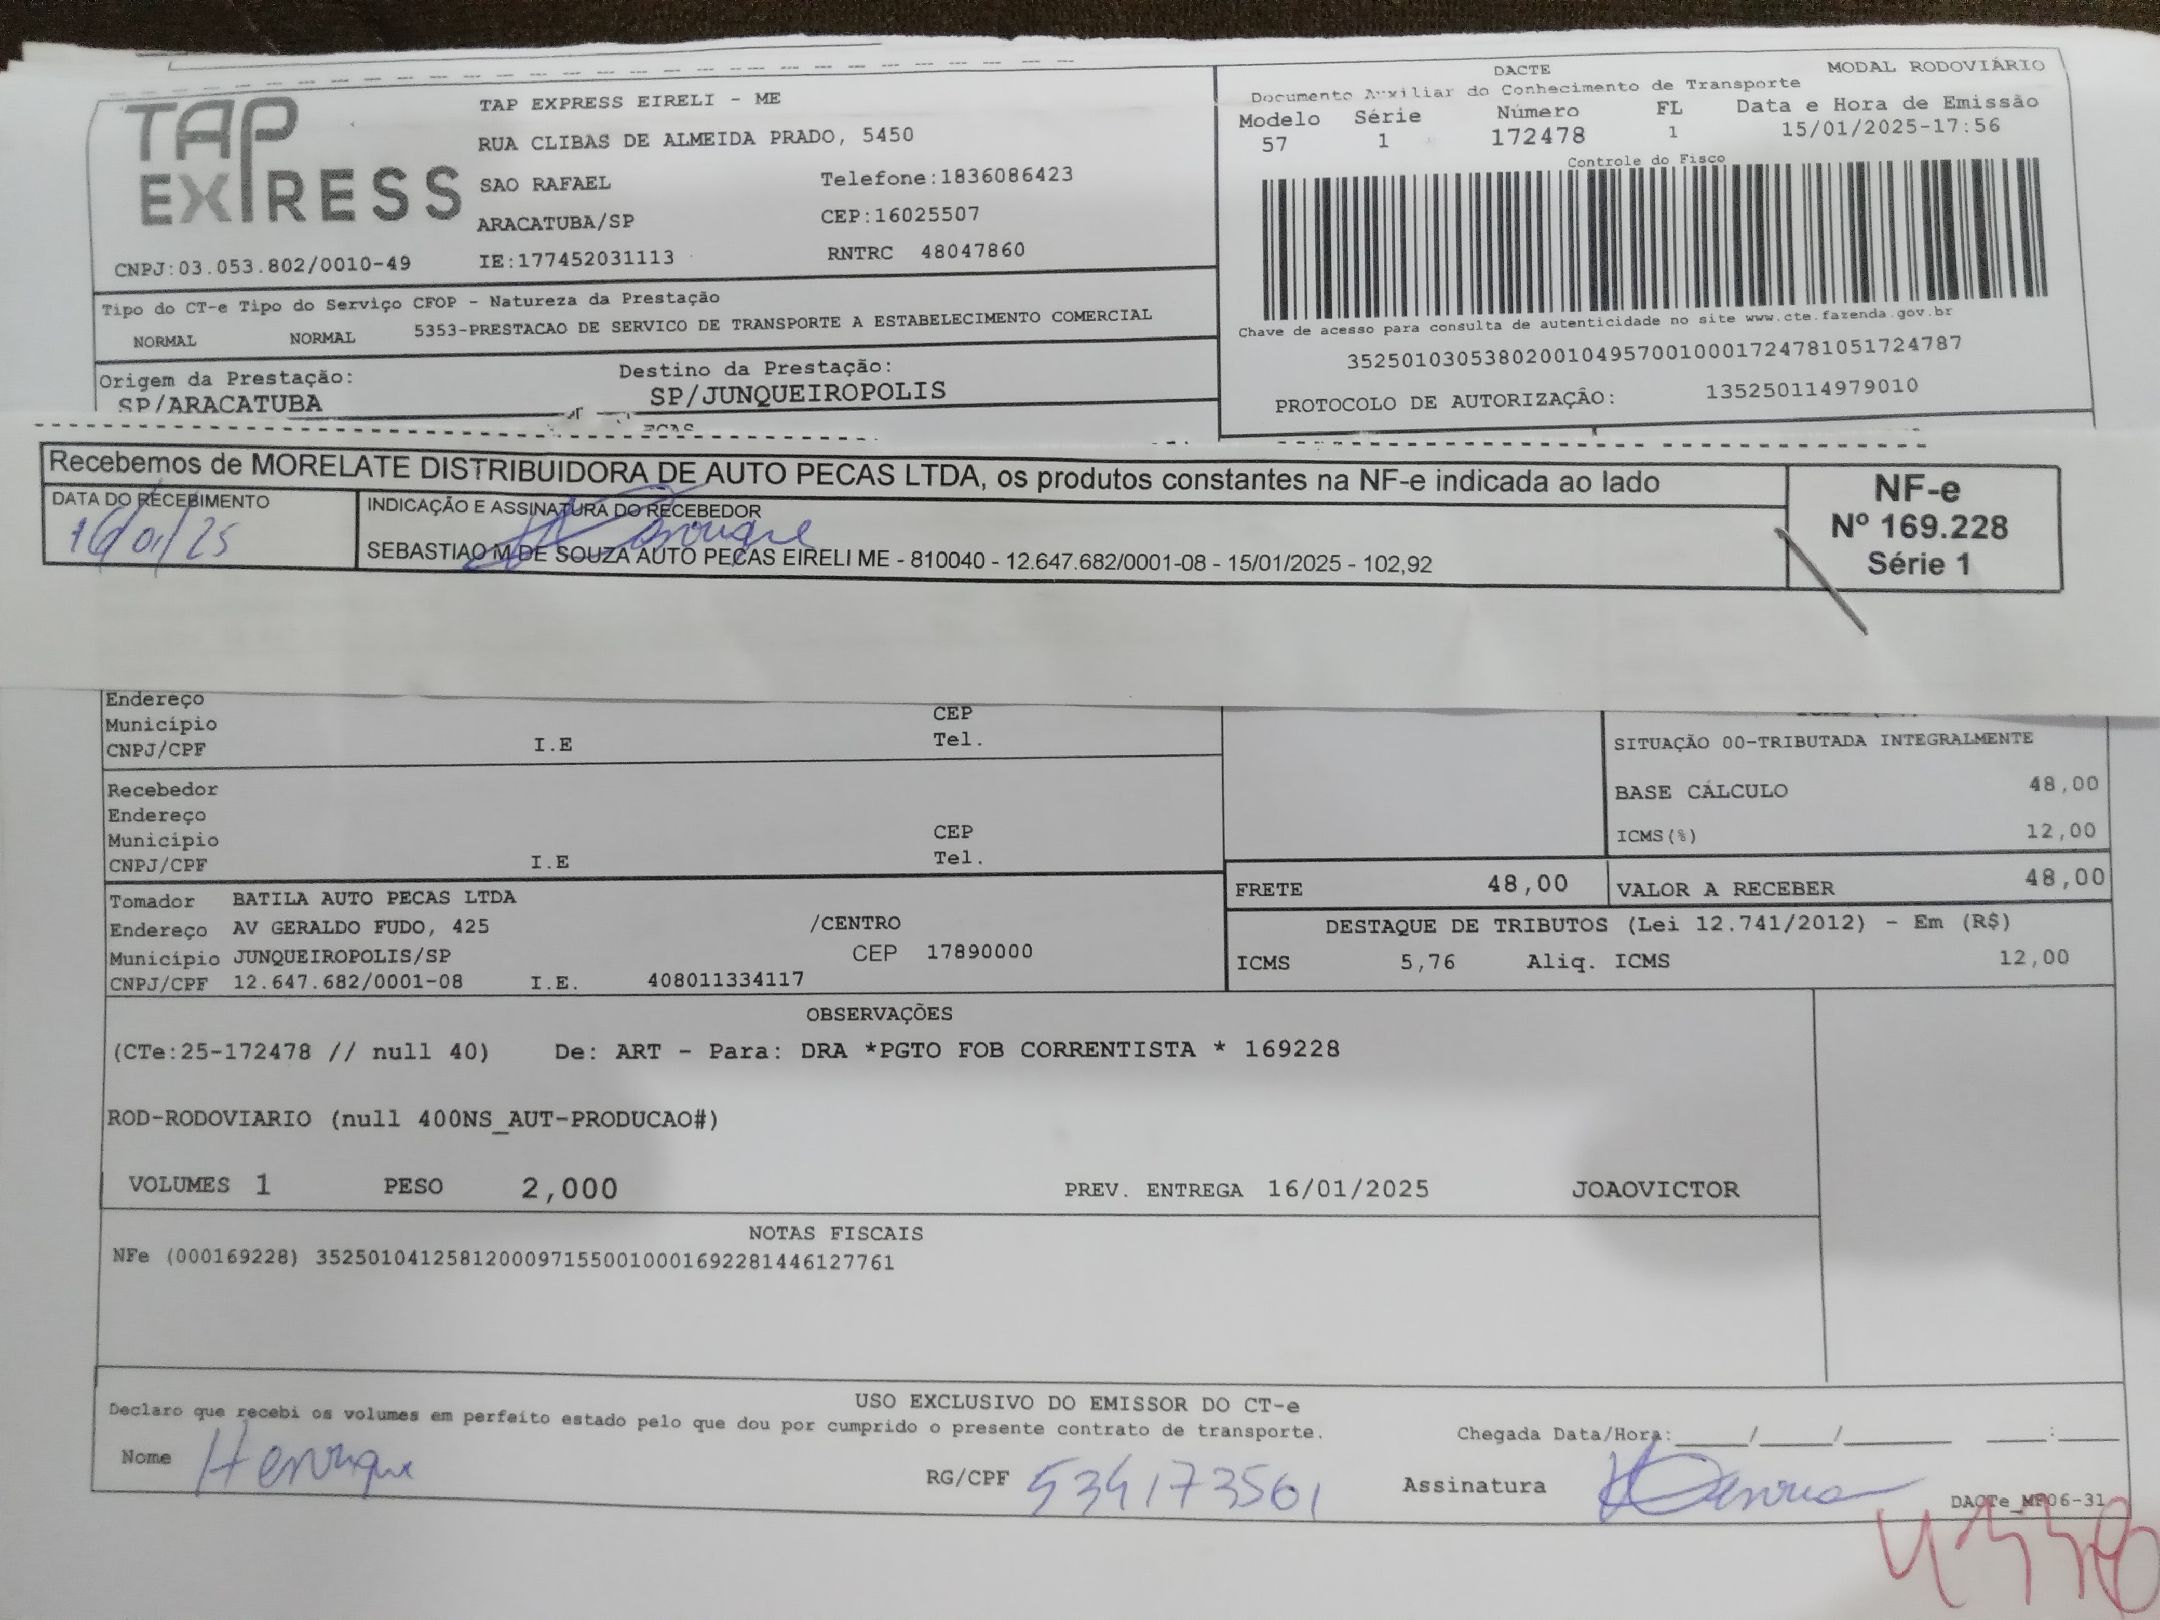 TAP EXPRESS
TAP EXPRESS EIRELI - ME
RUA CLIBAS DE ALMEIDA PRADO, 5450
SAO RAFAEL Telefone:1836086423
ARACATUBA/SP CEP:16025507
CNPJ:03.053.802/0010-49 IE:177452031113 RNTRC 48047860
DACTE MODAL RODOVIÁRIO
Documento Auxiliar do Conhecimento de Transporte
Modelo Série Número FL Data e Hora de Emissão
57 1 172478 1 15/01/2025-17:56
Controle do Fisco
Chave de acesso para consulta de autenticidade no site www.cte.fazenda.gov.br
35250103053802001049570010001724781051724787
PROTOCOLO DE AUTORIZAÇÃO: 135250114979010
Tipo do CT-e Tipo do Serviço CFOP - Natureza da Prestação
NORMAL NORMAL 5353-PRESTACAO DE SERVICO DE TRANSPORTE A ESTABELECIMENTO COMERCIAL
Origem da Prestação: Destino da Prestação:
SP/ARACATUBA SP/JUNQUEIROPOLIS
Recebemos de MORELATE DISTRIBUIDORA DE AUTO PECAS LTDA, os produtos constantes na NF-e indicada ao lado
DATA DO RECEBIMENTO INDICAÇÃO E ASSINATURA DO RECEBEDOR
16/01/25 Henrique
SEBASTIAO M DE SOUZA AUTO PEÇAS EIRELI ME - 810040 - 12.647.682/0001-08 - 15/01/2025 - 102,92
NF-e
Nº 169.228
Série 1
Endereço
Município CEP
CNPJ/CPF I.E Tel.
Recebedor
Endereço
Município CEP
CNPJ/CPF I.E Tel.
SITUAÇÃO 00-TRIBUTADA INTEGRALMENTE
BASE CÁLCULO 48,00
ICMS(%) 12,00
FRETE 48,00 VALOR A RECEBER 48,00
DESTAQUE DE TRIBUTOS (Lei 12.741/2012) - Em (R$)
ICMS 5,76 Aliq. ICMS 12,00
Tomador BATILA AUTO PECAS LTDA
Endereço AV GERALDO FUDO, 425 /CENTRO
Município JUNQUEIROPOLIS/SP CEP 17890000
CNPJ/CPF 12.647.682/0001-08 I.E. 408011334117
OBSERVAÇÕES
(CTe:25-172478 // null 40) De: ART - Para: DRA *PGTO FOB CORRENTISTA * 169228
ROD-RODOVIARIO (null 400NS_AUT-PRODUCAO#)
VOLUMES 1 PESO 2,000 PREV. ENTREGA 16/01/2025 JOAOVICTOR
NOTAS FISCAIS
NFe (000169228) 35250104125812000971550010001692281446127761
USO EXCLUSIVO DO EMISSOR DO CT-e
Declaro que recebi os volumes em perfeito estado pelo que dou por cumprido o presente contrato de transporte.
Chegada Data/Hora:____/____/______ ___:___
Nome Henrique RG/CPF 534173561 Assinatura
DACTe_MP06-31